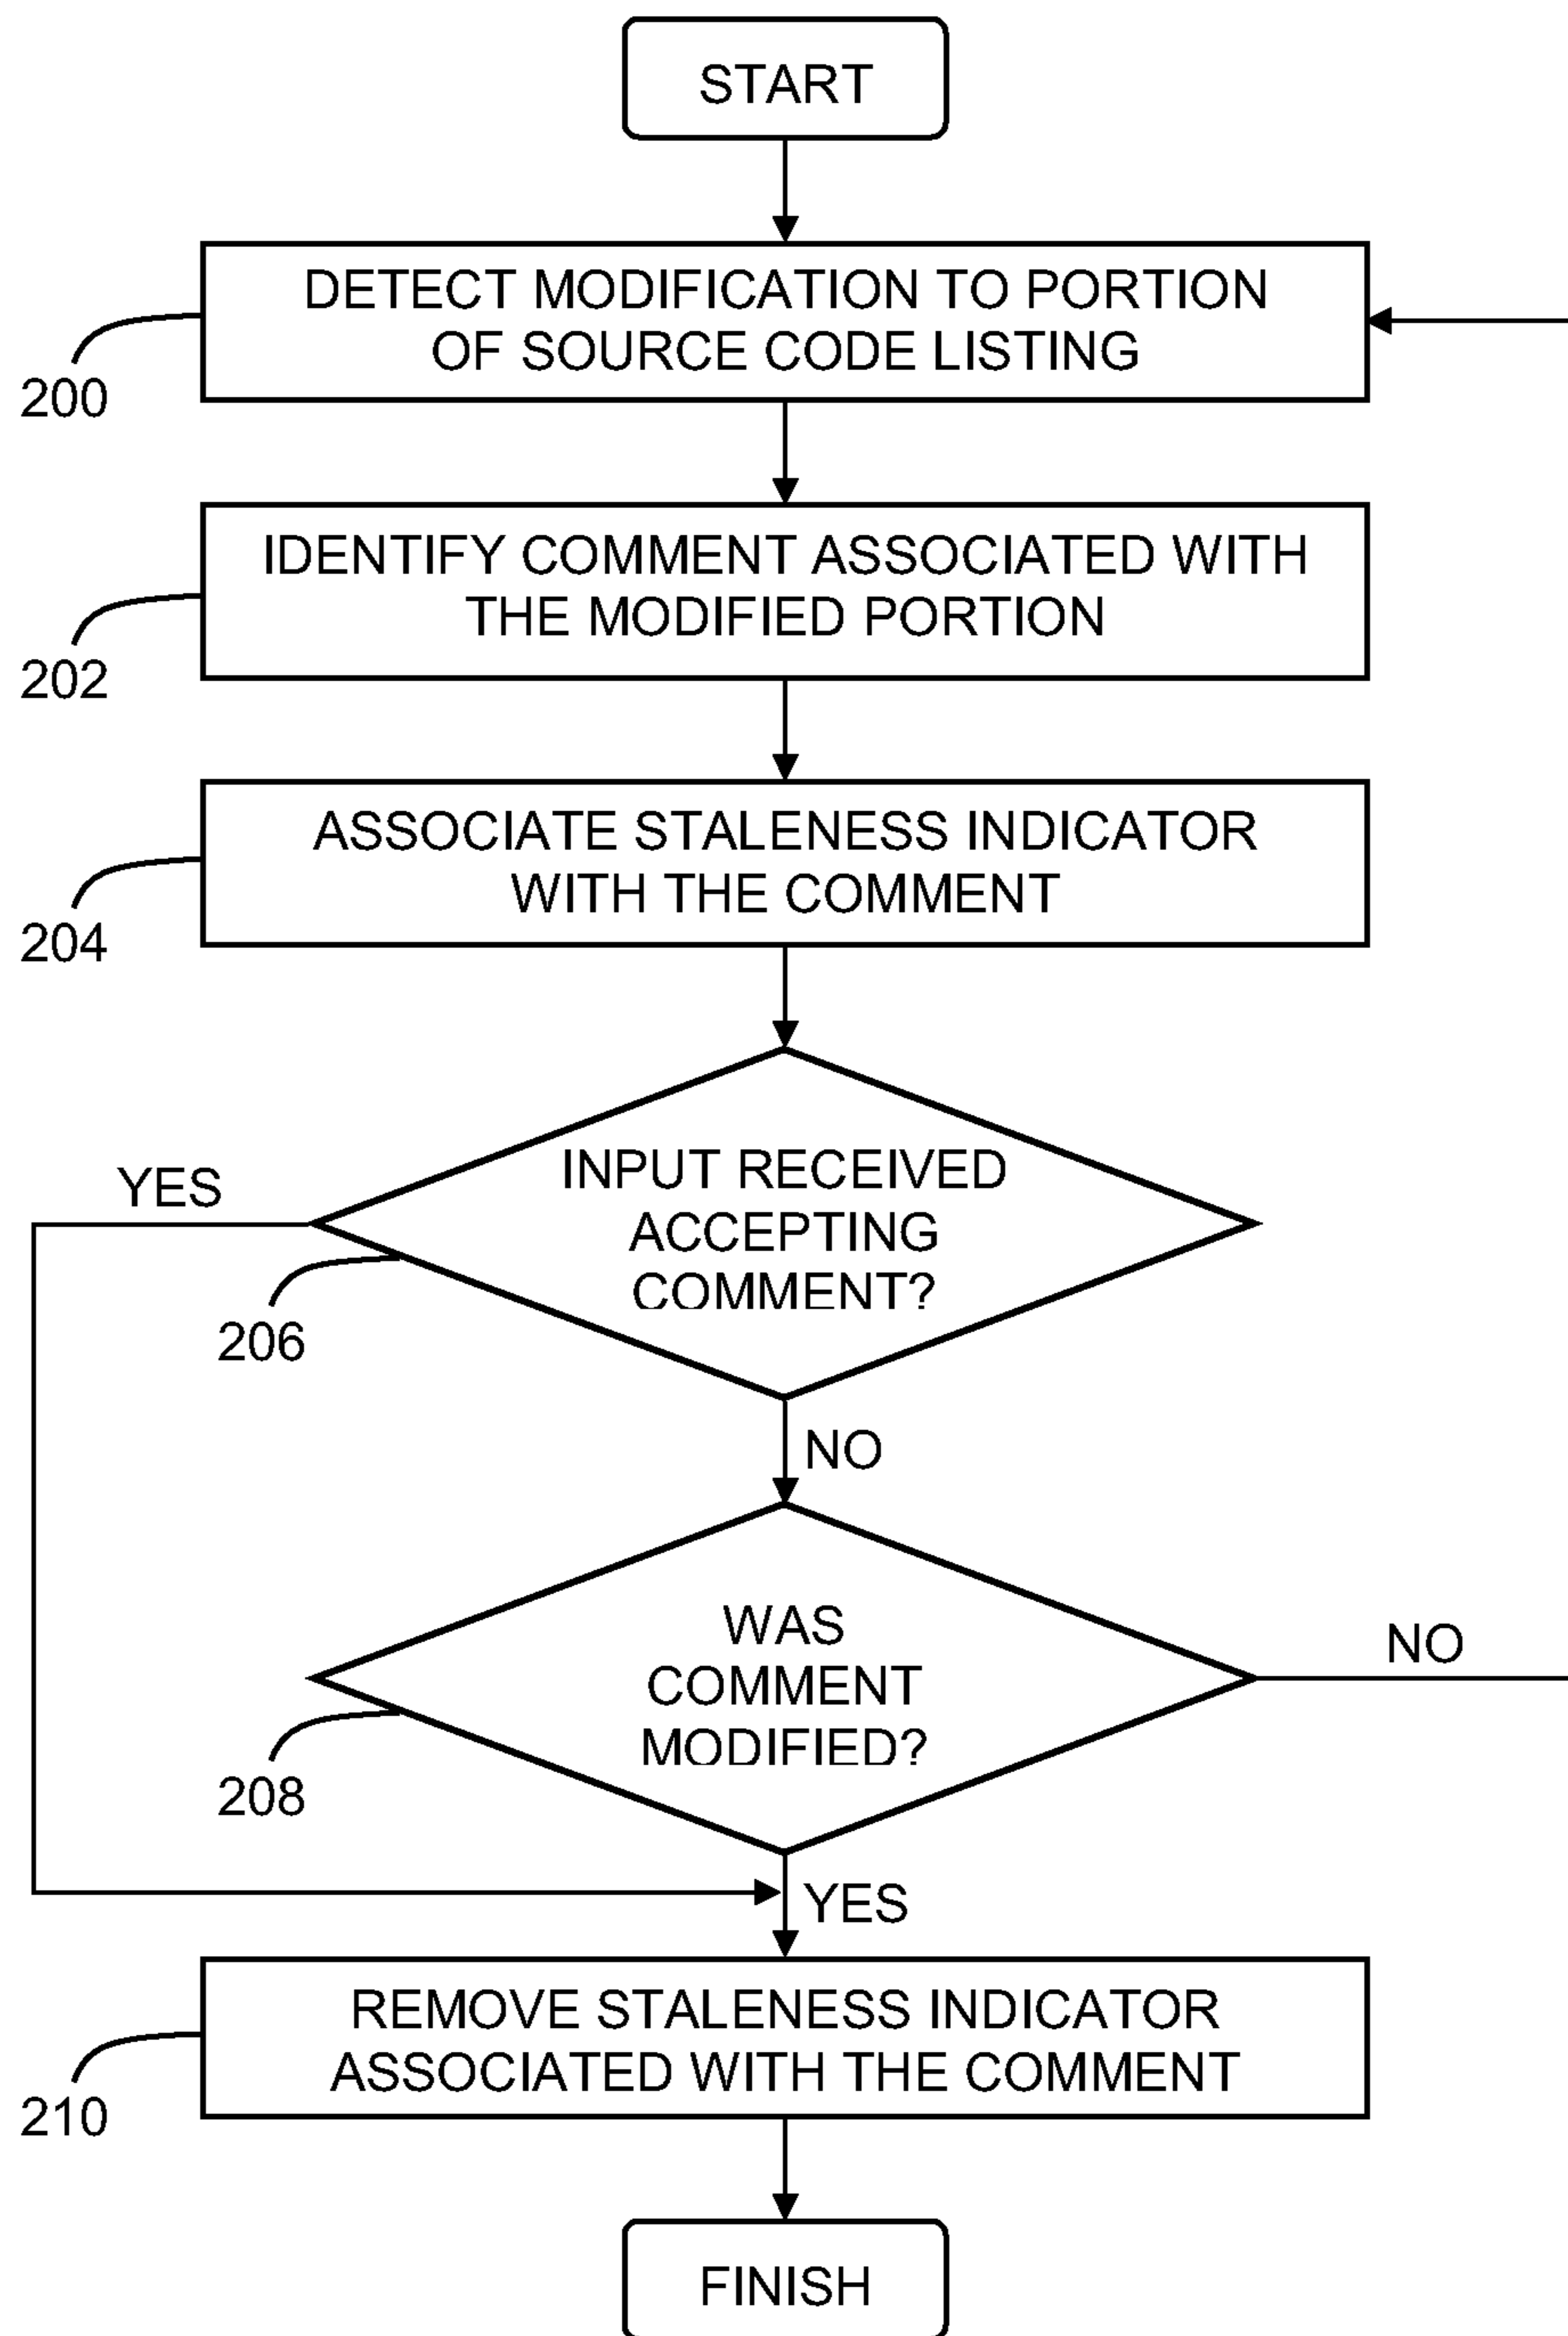 START
DETECT MODIFICATION TO PORTION
OF SOURCE CODE LISTING
200
IDENTIFY COMMENT ASSOCIATED WITH
THE MODIFIED PORTION
202
ASSOCIATE STALENESS INDICATOR
WITH THE COMMENT
204
YES
INPUT RECEIVED
ACCEPTING
COMMENT?
206
NO
WAS
COMMENT
MODIFIED?
NO
208
YES
REMOVE STALENESS INDICATOR
ASSOCIATED WITH THE COMMENT
210
FINISH